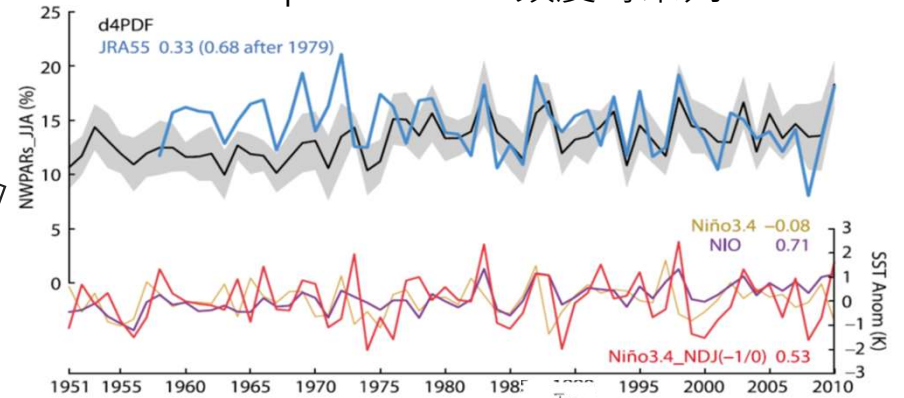 25
d4PDF
JRA55 0.33 (0.68 after 1979)
20
15
10
5
0
NWPARs_JJA (%)
Niño3.4 −0.08
NIO 0.71
3
2
1
0
−1
−2
−3
SST Anom (K)
Niño3.4_NDJ(−1/0) 0.53
1951 1955 1960 1965 1970 1975 1980 1985 1995 2000 2005 2010